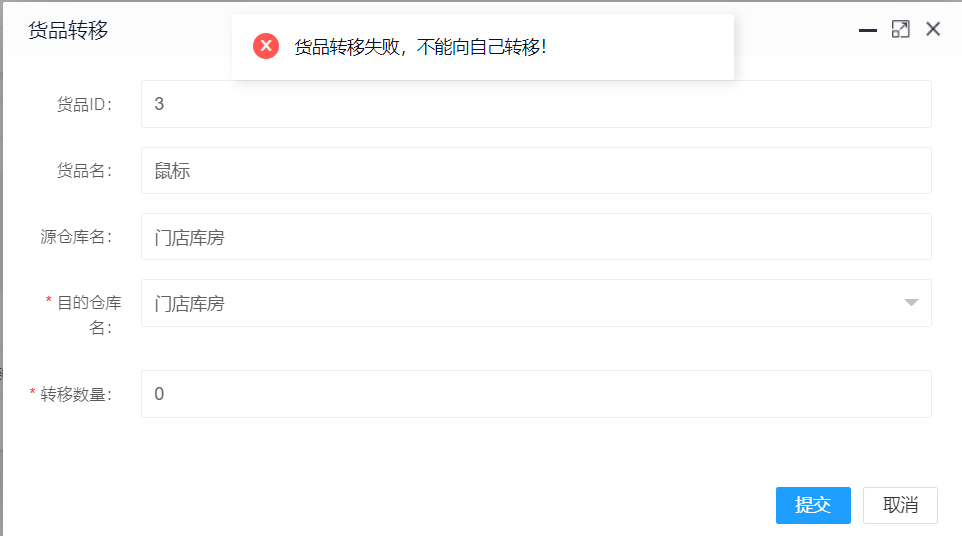 货品转移
货品转移失败，不能向自己转移！
货品ID： 3
货品名： 鼠标
源仓库名： 门店库房
* 目的仓库名： 门店库房
* 转移数量： 0
提交 取消